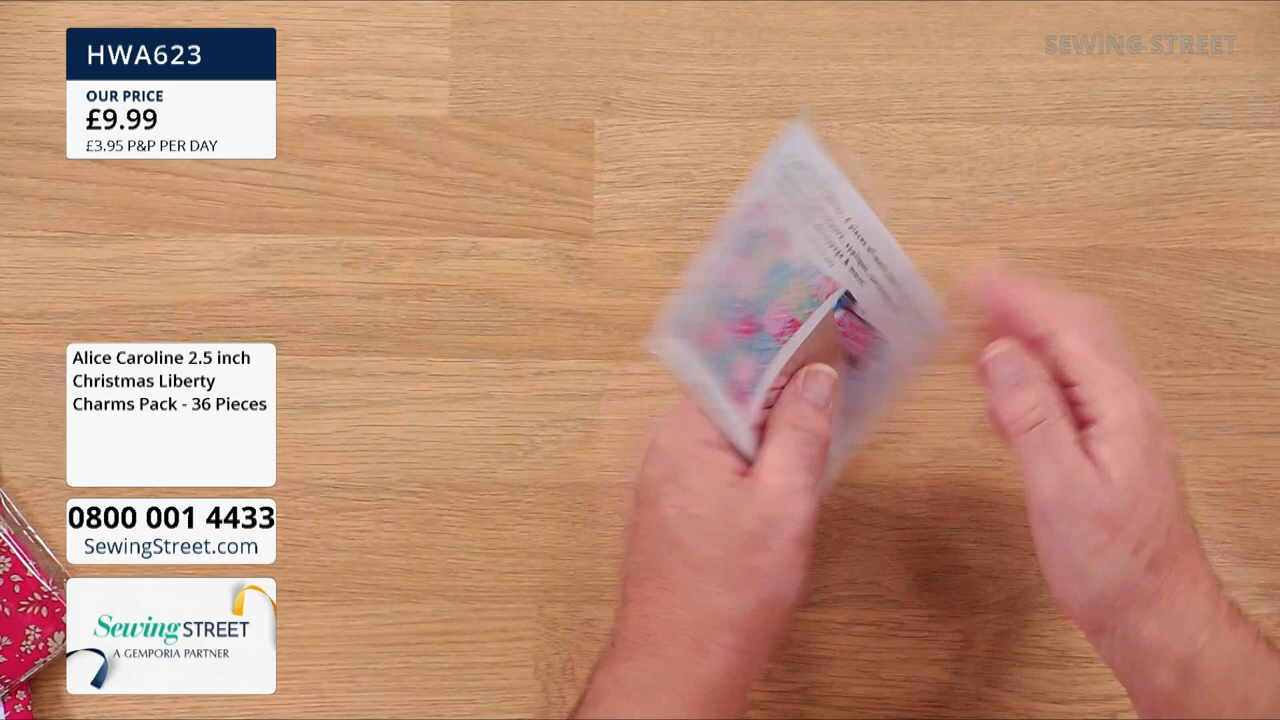 HWA623
OUR PRICE
£9.99
£3.95 P&P PER DAY
SEWING STREET
Alice Caroline 2.5 inch
Christmas Liberty
Charms Pack - 36 Pieces
0800 001 4433
SewingStreet.com
Sewing STREET
A GEMPORIA PARTNER